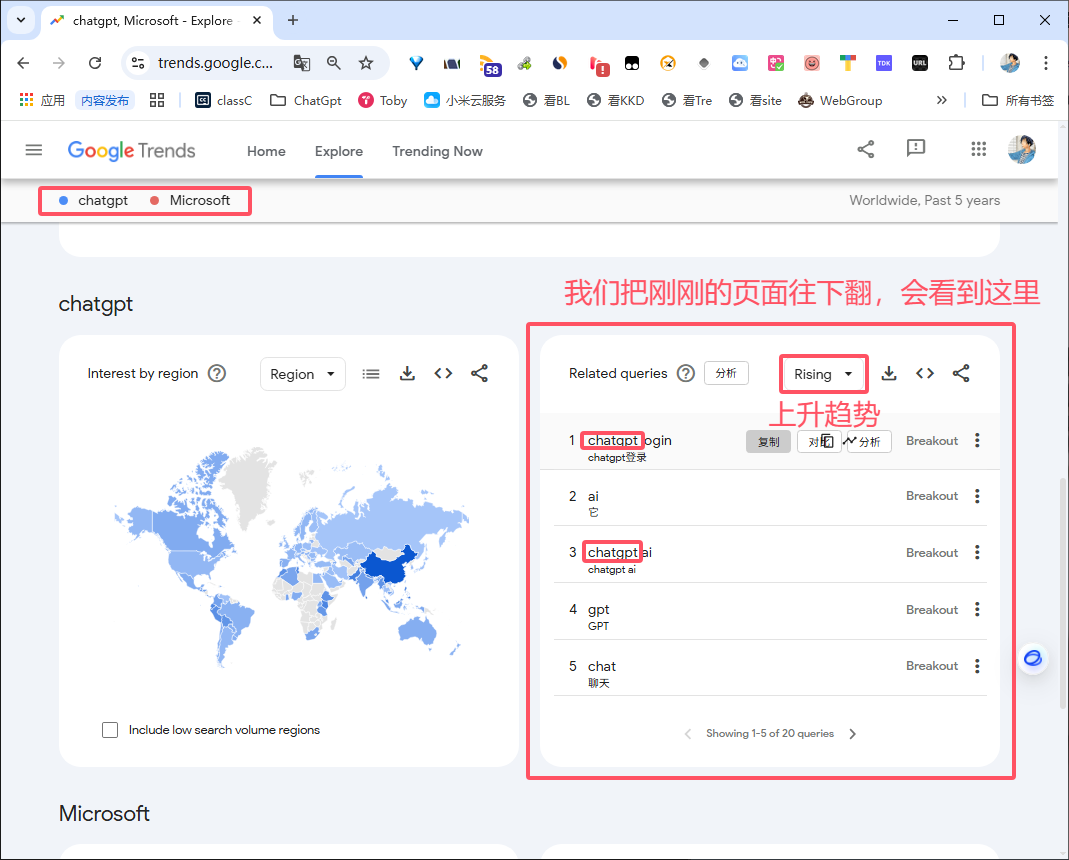 chatgpt, Microsoft - Explore -
trends.google.c...
58
TDK
URL
应用
内容发布
classC
ChatGpt
Toby
小米云服务
看BL
看KKD
看Tre
看site
WebGroup
所有书签
Google Trends
Home
Explore
Trending Now
chatgpt
Microsoft
Worldwide, Past 5 years
我们把刚刚的页面往下翻，会看到这里
chatgpt
Interest by region
Region
Include low search volume regions
Related queries
分析
Rising
上升趋势
1 chatgpt login
chatgpt登录
复制
对比
分析
Breakout
2 ai
它
Breakout
3 chatgpt ai
chatgpt ai
Breakout
4 gpt
GPT
Breakout
5 chat
聊天
Breakout
Showing 1-5 of 20 queries
Microsoft